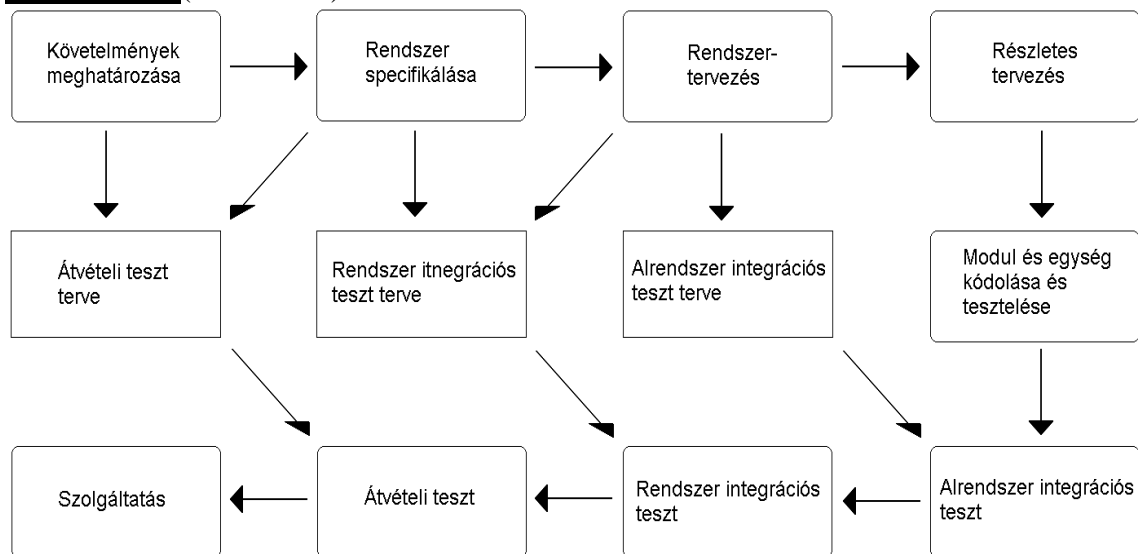 Követelmények
meghatározása
Rendszer
specifikálása
Rendszer-
tervezés
Részletes
tervezés
Átvételi teszt
terve
Rendszer itnegrációs
teszt terve
Alrendszer integrációs
teszt terve
Modul és egység
kódolása és
tesztelése
Szolgáltatás
Átvételi teszt
Rendszer integrációs
teszt
Alrendszer integrációs
teszt